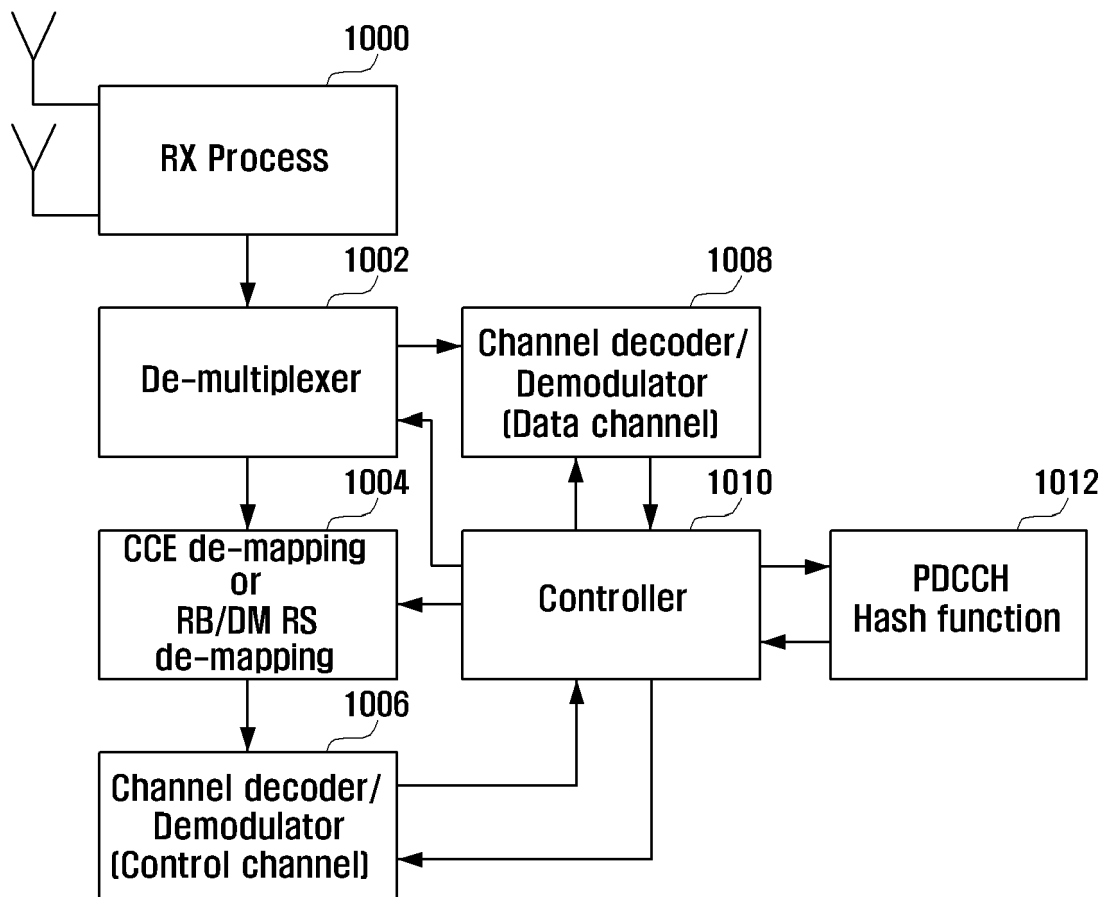 1000
RX Process
1002
De-multiplexer
1008
Channel decoder/
Demodulator
(Data channel)
1004
CCE de-mapping
or
RB/DM RS
de-mapping
1010
Controller
1012
PDCCH
Hash function
1006
Channel decoder/
Demodulator
(Control channel)